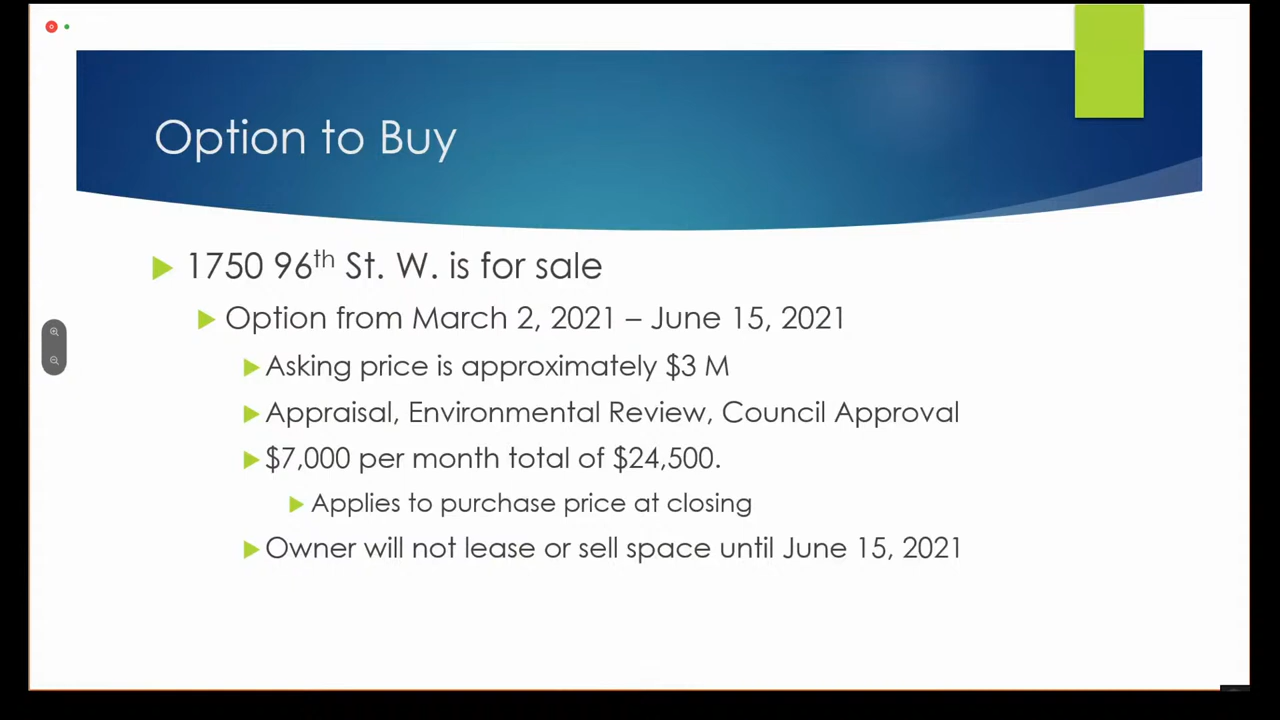 Option to Buy
1750 96th St. W. is for sale
Option from March 2, 2021 – June 15, 2021
Asking price is approximately $3 M
Appraisal, Environmental Review, Council Approval
$7,000 per month total of $24,500.
Applies to purchase price at closing
Owner will not lease or sell space until June 15, 2021